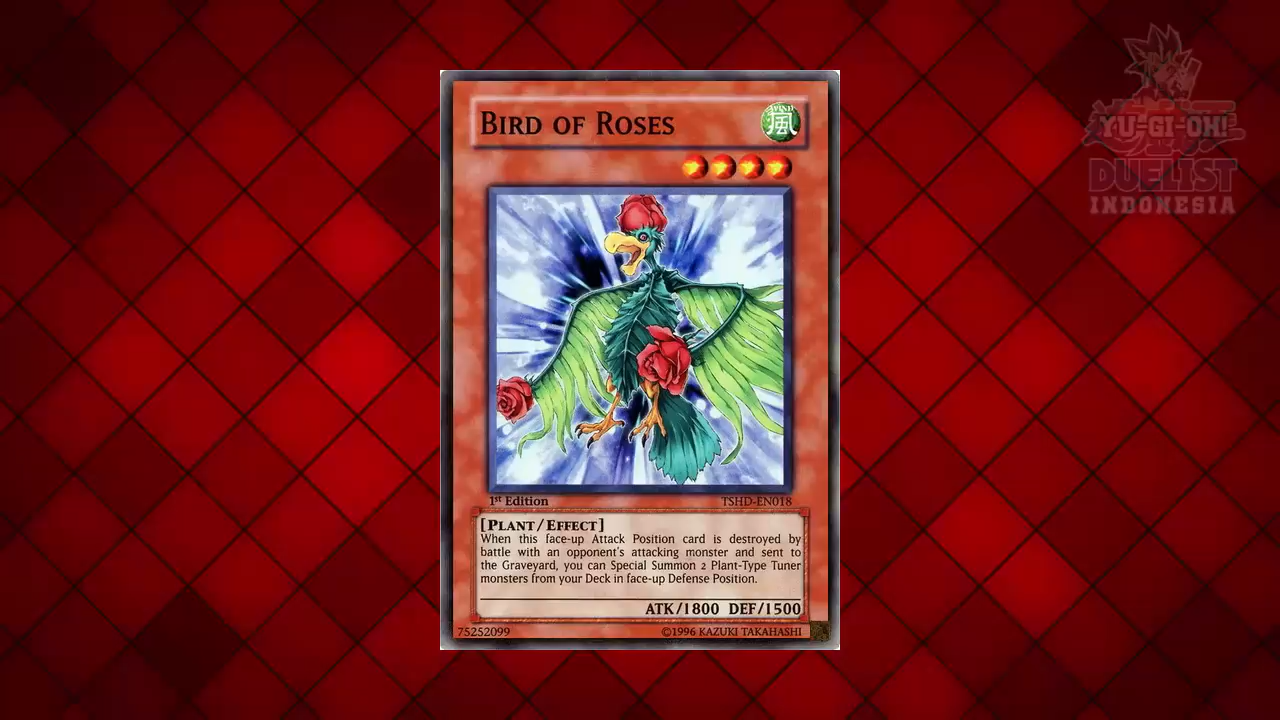 BIRD OF ROSES
WIND
風
1st Edition
TSHD-EN018
[PLANT/EFFECT]
When this face-up Attack Position card is destroyed by
battle with an opponent's attacking monster and sent to
the Graveyard, you can Special Summon 2 Plant-Type Tuner
monsters from your Deck in face-up Defense Position.
ATK/1800 DEF/1500
75252099
©1996 KAZUKI TAKAHASHI
YU-GI-OH!
DUELIST
INDONESIA